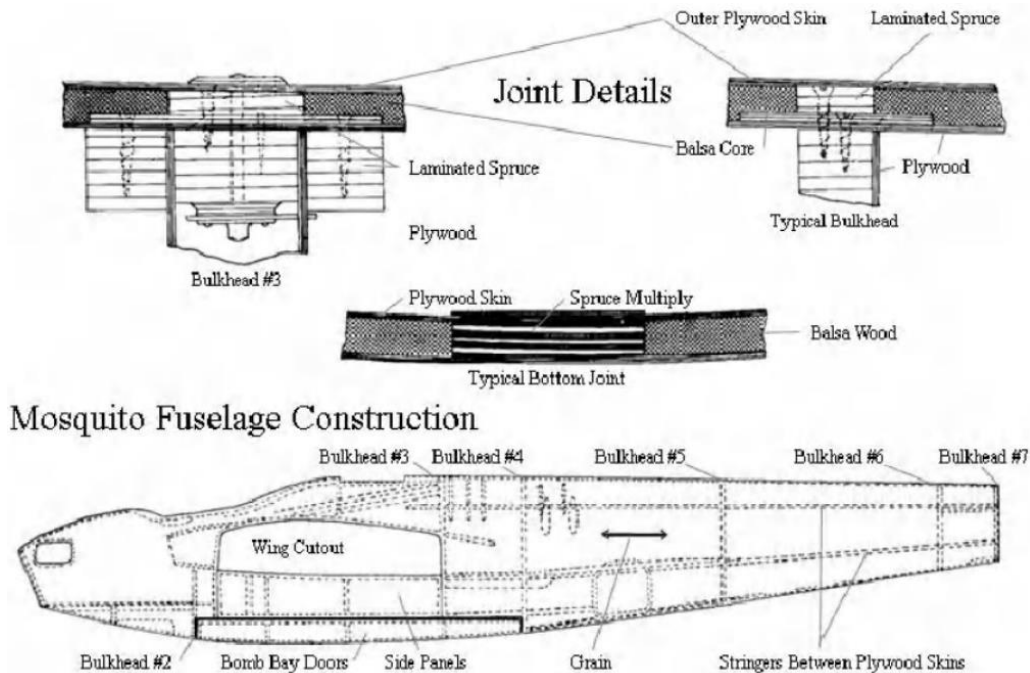 Outer Plywood Skin
Laminated Spruce
Joint Details
Balsa Core
Laminated Spruce
Plywood
Plywood
Typical Bulkhead
Bulkhead #3
Plywood Skin
Spruce Multiply
Balsa Wood
Typical Bottom Joint
Mosquito Fuselage Construction
Bulkhead #3
Bulkhead #4
Bulkhead #5
Bulkhead #6
Bulkhead #7
Wing Cutout
Bulkhead #2
Bomb Bay Doors
Side Panels
Grain
Stringers Between Plywood Skins